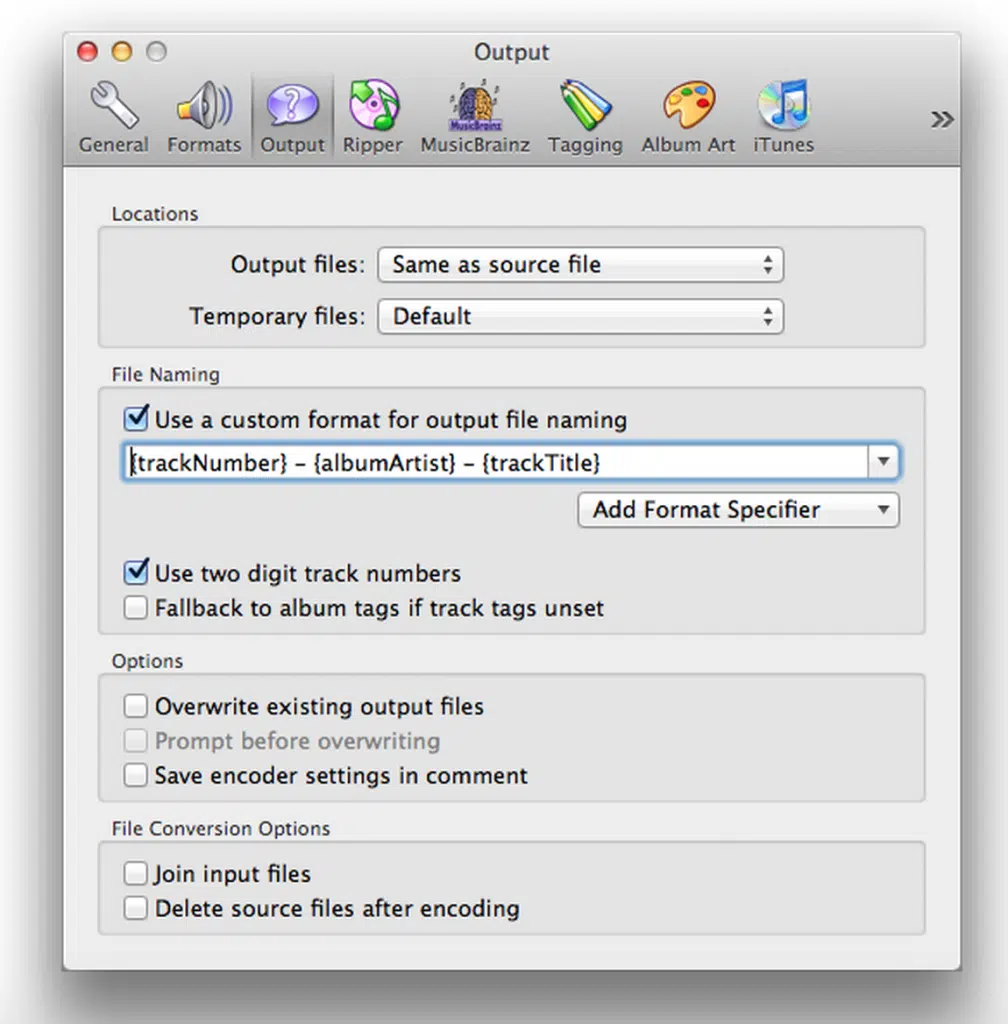 Output
General Formats Output Ripper MusicBrainz Tagging Album Art iTunes »
MusicBrainz
?
Locations
Output files: Same as source file
Temporary files: Default
File Naming
Use a custom format for output file naming
{trackNumber} – {albumArtist} – {trackTitle}
Add Format Specifier
Use two digit track numbers
Fallback to album tags if track tags unset
Options
Overwrite existing output files
Prompt before overwriting
Save encoder settings in comment
File Conversion Options
Join input files
Delete source files after encoding